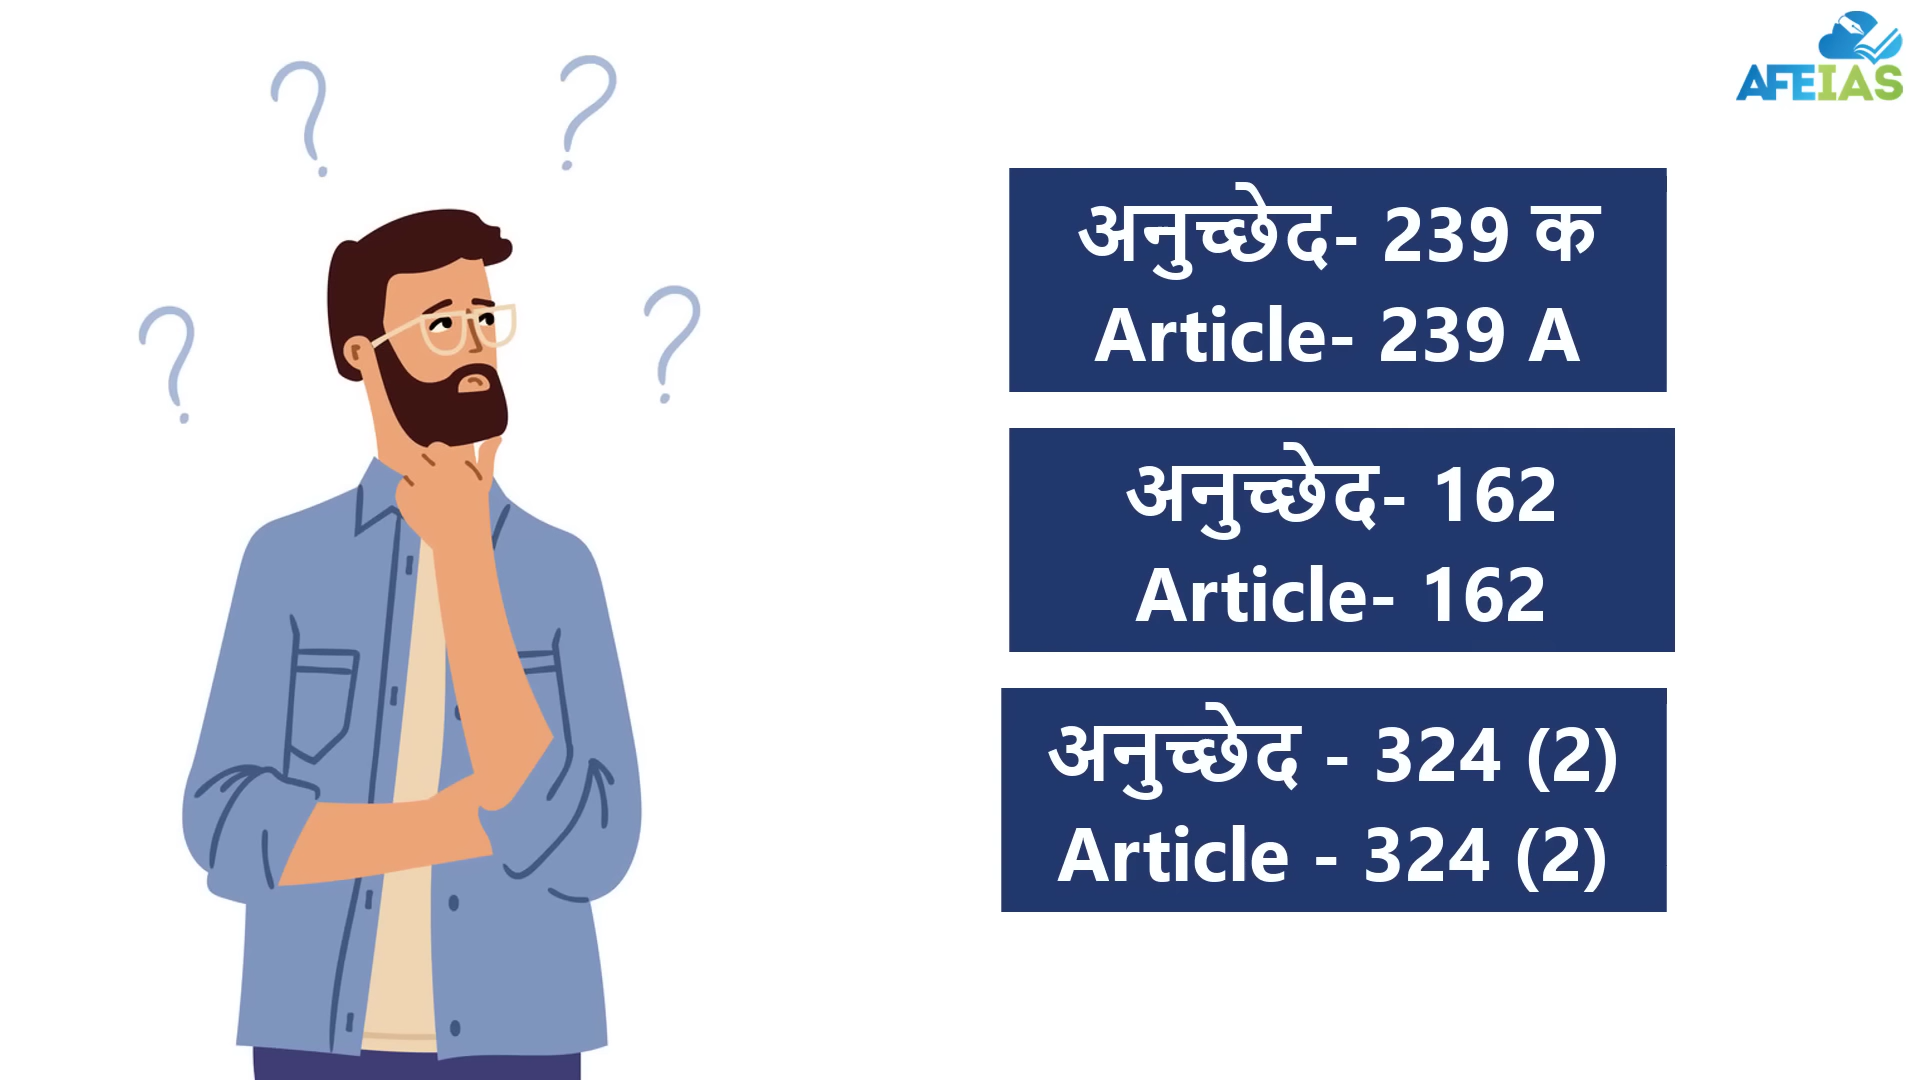 AFEIAS
अनुच्छेद- 239 क
Article- 239 A
अनुच्छेद- 162
Article- 162
अनुच्छेद - 324 (2)
Article - 324 (2)